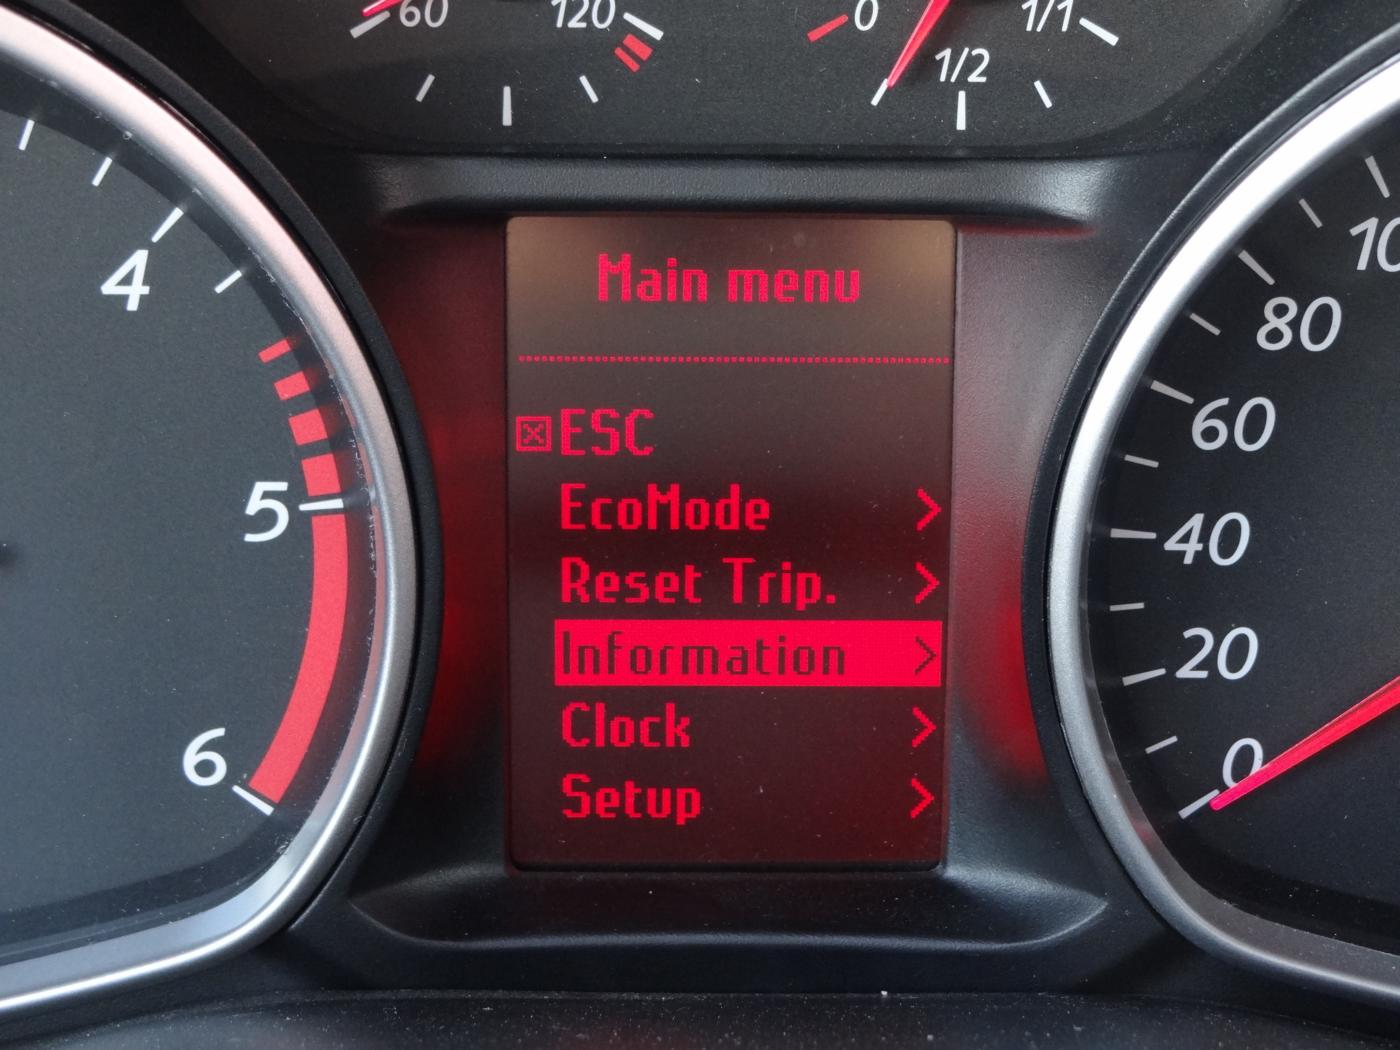 60 120 0 1/2 1/1
4
5
6
Main menu
ESC
EcoMode
Reset Trip.
Information
Clock
Setup
80
60
40
20
0